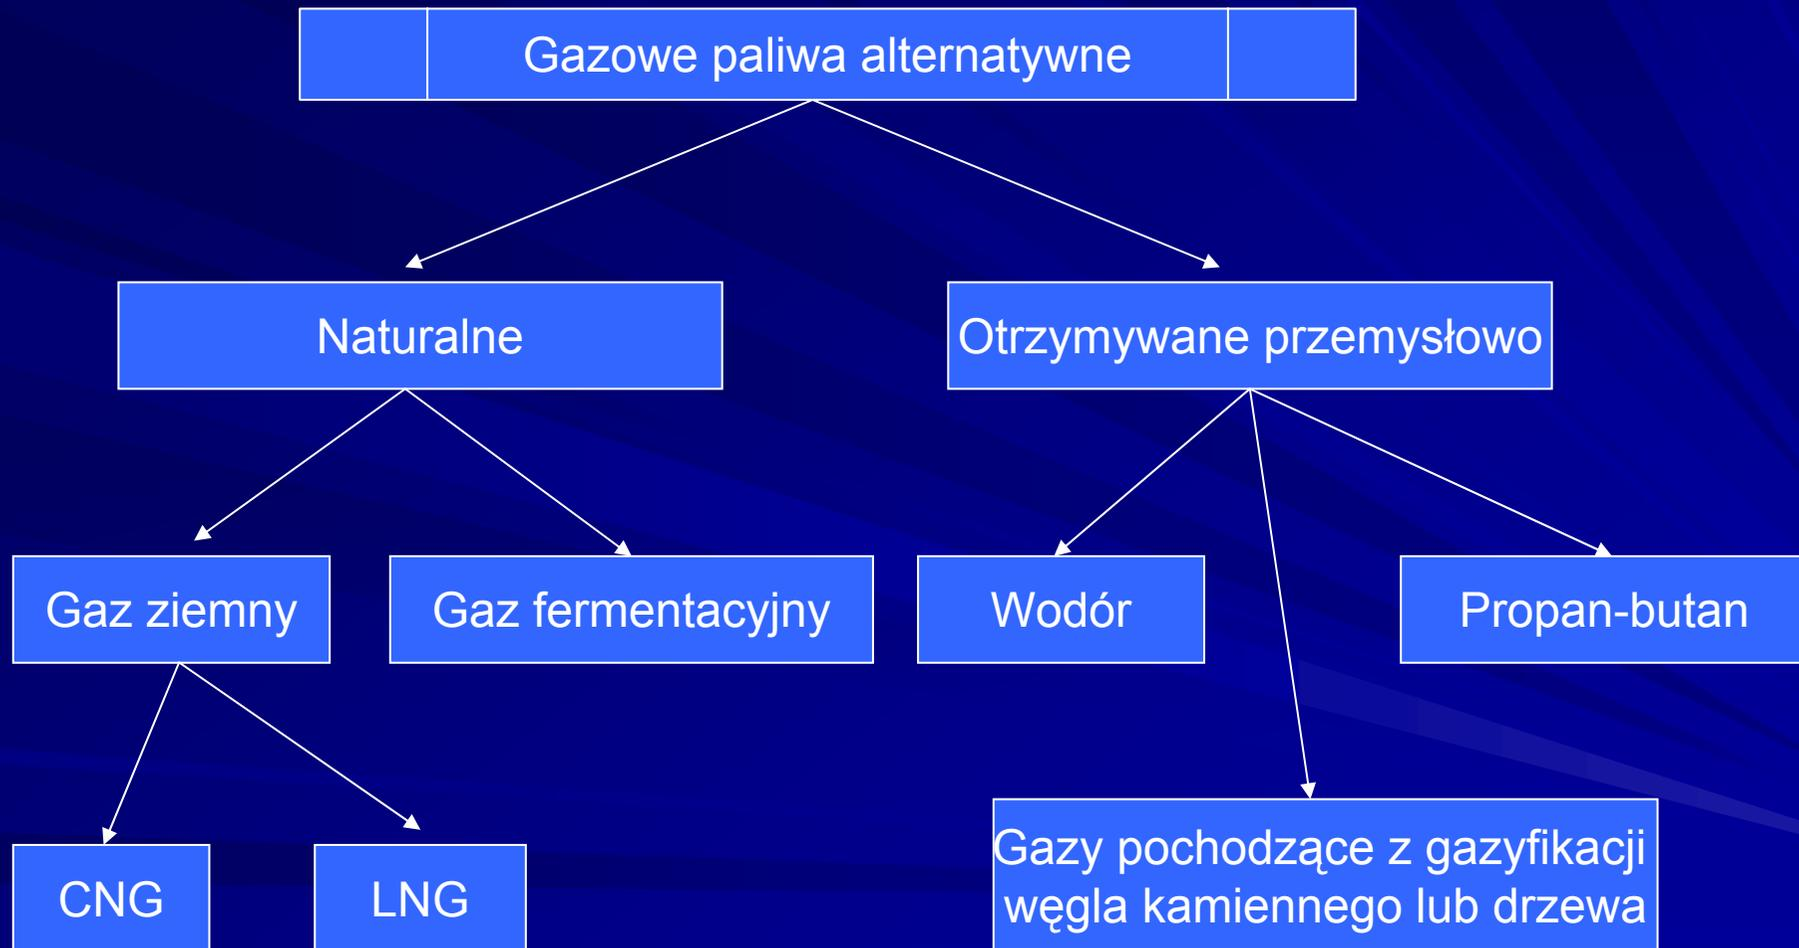 Gazowe paliwa alternatywne
Naturalne
Otrzymywane przemysłowo
Gaz ziemny
Gaz fermentacyjny
Wodór
Propan-butan
CNG
LNG
Gazy pochodzące z gazyfikacji
węgla kamiennego lub drzewa